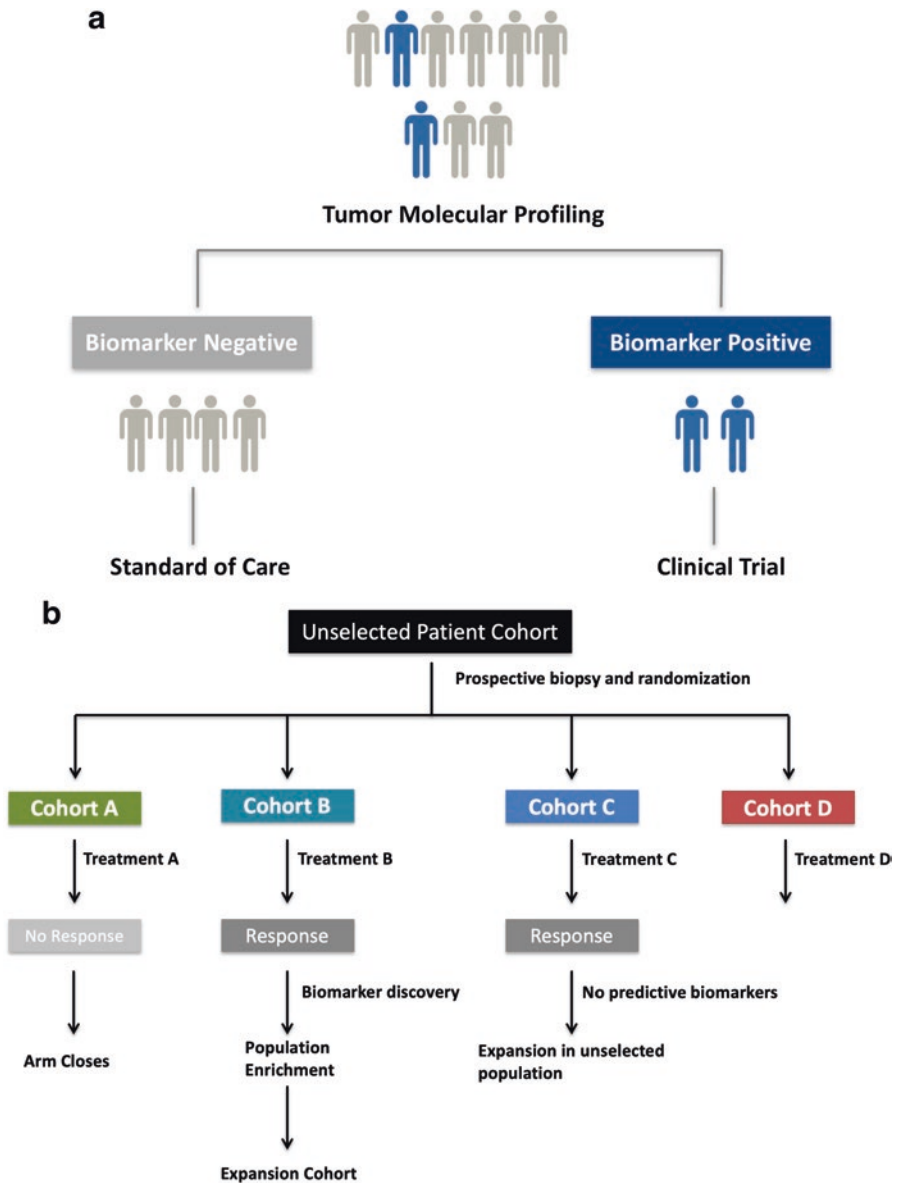 a
Tumor Molecular Profiling
Biomarker Negative
Biomarker Positive
Standard of Care
Clinical Trial
b
Unselected Patient Cohort
Prospective biopsy and randomization
Cohort A
Cohort B
Cohort C
Cohort D
Treatment A
Treatment B
Treatment C
Treatment D
No Response
Response
Response
Biomarker discovery
No predictive biomarkers
Arm Closes
Population
Enrichment
Expansion in unselected
population
Expansion Cohort